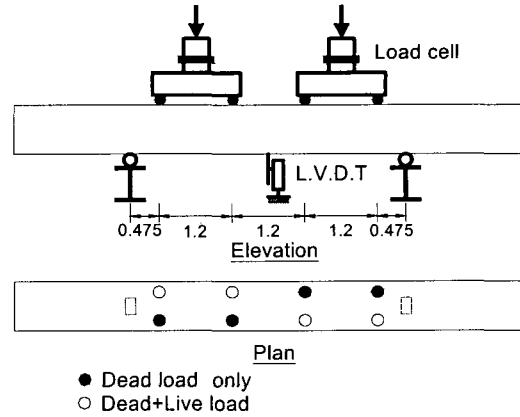 Load cell
L.V.D.T
0.475 1.2 1.2 1.2 0.475
Elevation
Plan
Dead load only
Dead+Live load